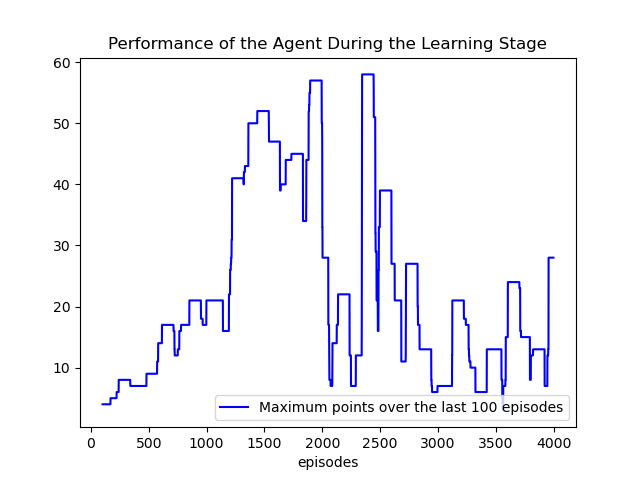 Performance of the Agent During the Learning Stage
60
50
40
30
20
10
Maximum points over the last 100 episodes
0 500 1000 1500 2000 2500 3000 3500 4000
episodes